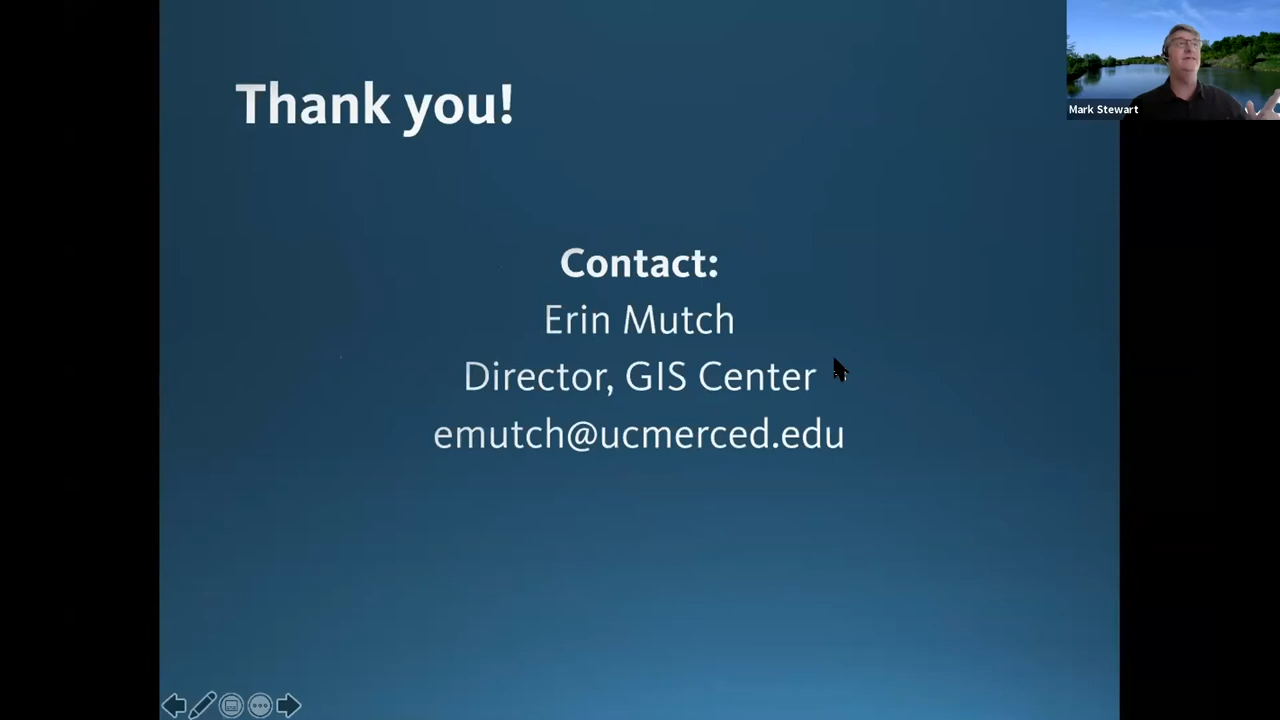 Thank you!
Mark Stewart
Contact:
Erin Mutch
Director, GIS Center
emutch@ucmerced.edu